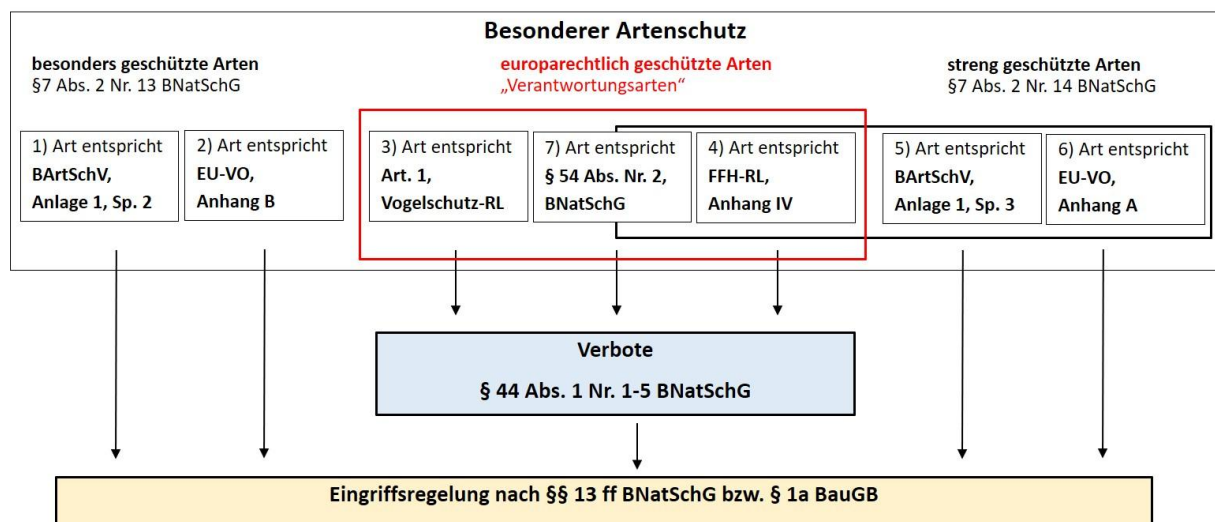 Besonderer Artenschutz
besonders geschützte Arten
§7 Abs. 2 Nr. 13 BNatSchG
europarechtlich geschützte Arten
„Verantwortungsarten“
streng geschützte Arten
§7 Abs. 2 Nr. 14 BNatSchG
1) Art entspricht
BArtSchV,
Anlage 1, Sp. 2
2) Art entspricht
EU-VO,
Anhang B
3) Art entspricht
Art. 1,
Vogelschutz-RL
7) Art entspricht
§ 54 Abs. Nr. 2,
BNatSchG
4) Art entspricht
FFH-RL,
Anhang IV
5) Art entspricht
BArtSchV,
Anlage 1, Sp. 3
6) Art entspricht
EU-VO,
Anhang A
Verbote
§ 44 Abs. 1 Nr. 1-5 BNatSchG
Eingriffsregelung nach §§ 13 ff BNatSchG bzw. § 1a BauGB